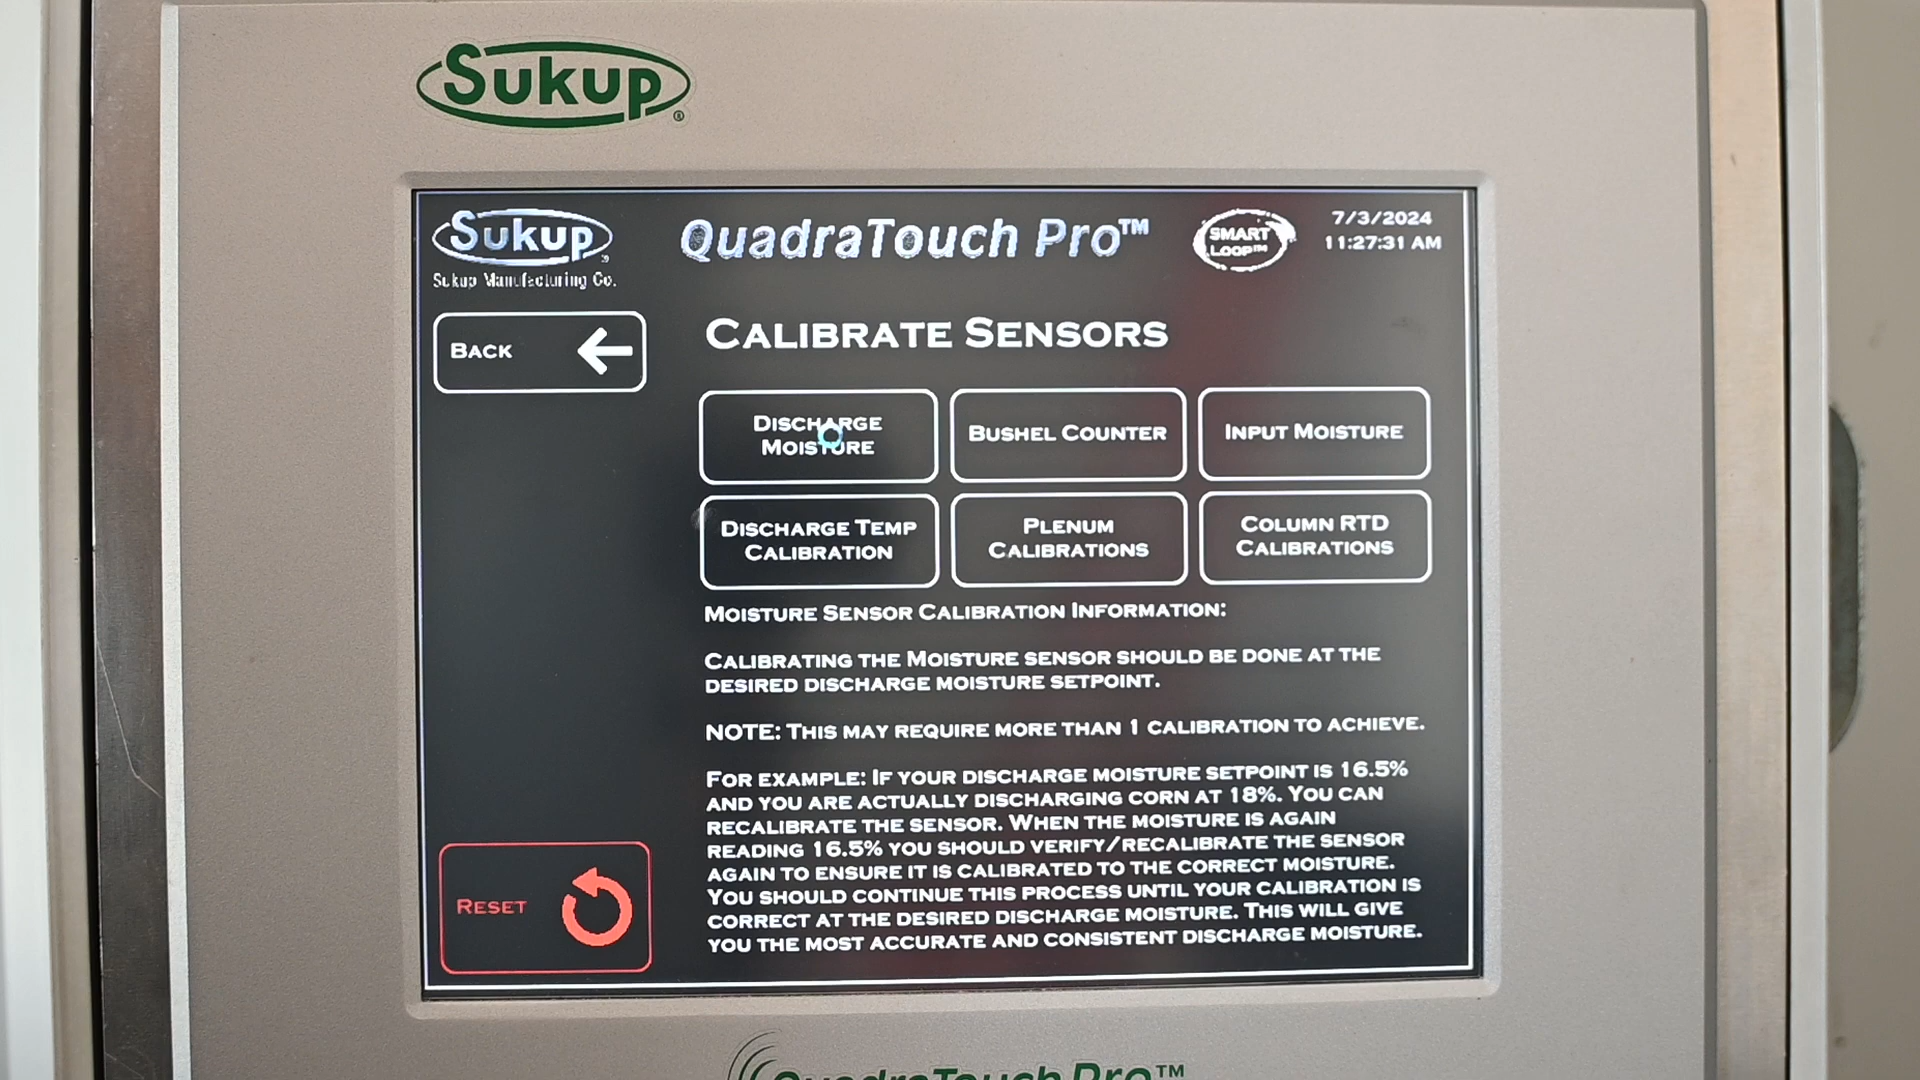 Sukup®
Sukup
Sukup Manufacturing Co.
QuadraTouch Pro™
SMART
LOOP™
7/3/2024
11:27:31 AM
BACK
CALIBRATE SENSORS
DISCHARGE
MOISTURE
BUSHEL COUNTER
INPUT MOISTURE
DISCHARGE TEMP
CALIBRATION
PLENUM
CALIBRATIONS
COLUMN RTD
CALIBRATIONS
MOISTURE SENSOR CALIBRATION INFORMATION:
CALIBRATING THE MOISTURE SENSOR SHOULD BE DONE AT THE
DESIRED DISCHARGE MOISTURE SETPOINT.
NOTE: THIS MAY REQUIRE MORE THAN 1 CALIBRATION TO ACHIEVE.
FOR EXAMPLE: IF YOUR DISCHARGE MOISTURE SETPOINT IS 16.5%
AND YOU ARE ACTUALLY DISCHARGING CORN AT 18%. YOU CAN
RECALIBRATE THE SENSOR. WHEN THE MOISTURE IS AGAIN
READING 16.5% YOU SHOULD VERIFY/RECALIBRATE THE SENSOR
AGAIN TO ENSURE IT IS CALIBRATED TO THE CORRECT MOISTURE.
YOU SHOULD CONTINUE THIS PROCESS UNTIL YOUR CALIBRATION IS
CORRECT AT THE DESIRED DISCHARGE MOISTURE. THIS WILL GIVE
YOU THE MOST ACCURATE AND CONSISTENT DISCHARGE MOISTURE.
RESET
QuadraTouch Pro™